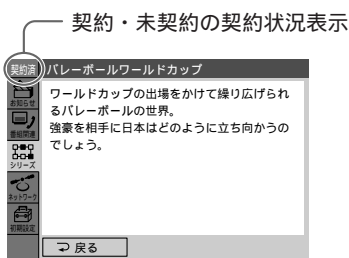 契約・未契約の契約状況表示
契約済
バレーボールワールドカップ
お知らせ
番組関連
シリーズ
ネットワーク
初期設定
ワールドカップの出場をかけて繰り広げられ
るバレーボールの世界。
強豪を相手に日本はどのように立ち向かうの
でしょう。
戻る